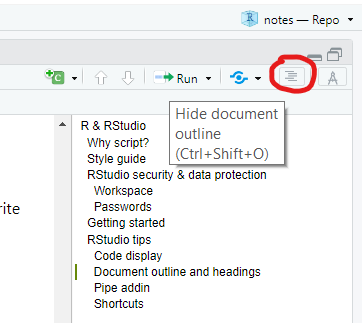 notes — Repo
Run
Hide document
outline
(Ctrl+Shift+O)
R & RStudio
Why script?
Style guide
RStudio security & data protection
Workspace
Passwords
rite
Getting started
RStudio tips
Code display
Document outline and headings
Pipe addin
Shortcuts